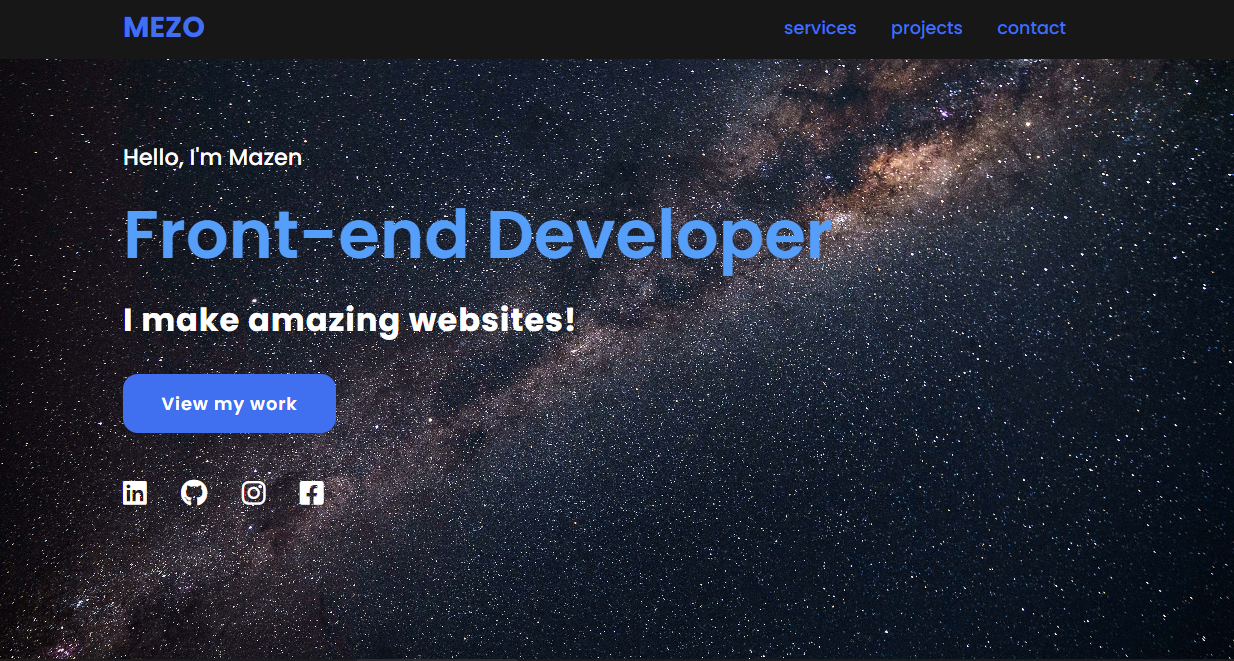 MEZO
services projects contact
Hello, I'm Mazen
Front-end Developer
I make amazing websites!
View my work